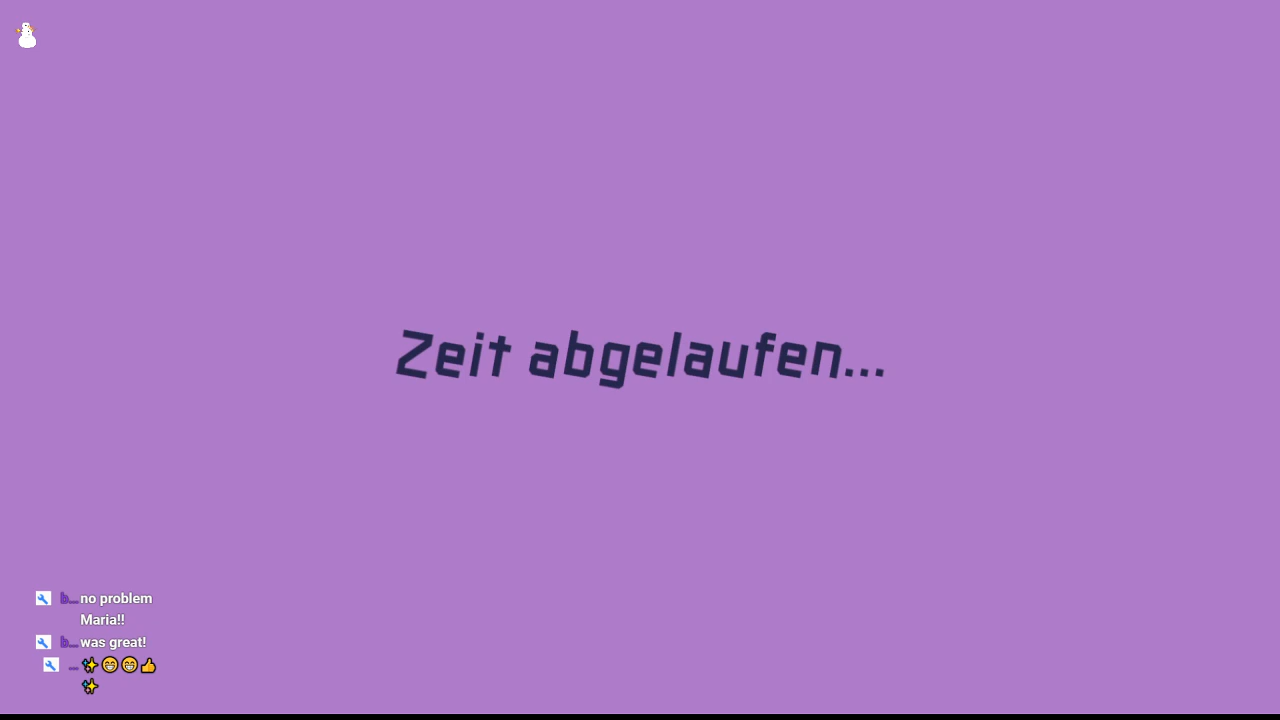 Zeit abgelaufen...
no problem
Maria!!
was great!
✨😁😁👍
✨